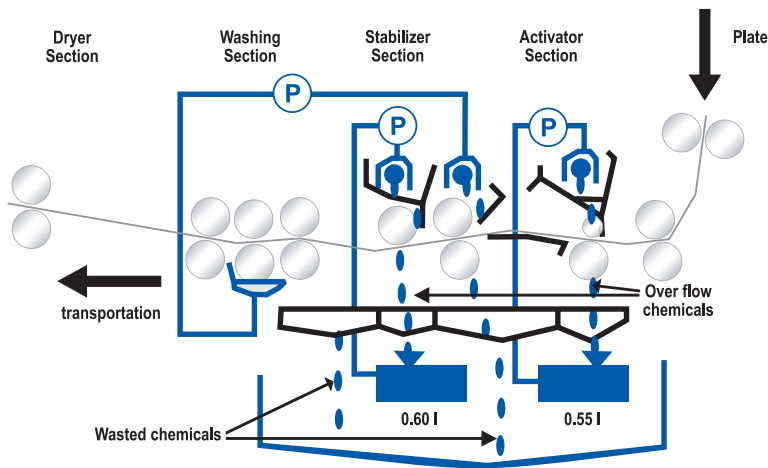 Dryer
Section
Washing
Section
Stabilizer
Section
Activator
Section
Plate
P
P
P
transportation
Over flow
chemicals
Wasted chemicals
0.60 l
0.55 l